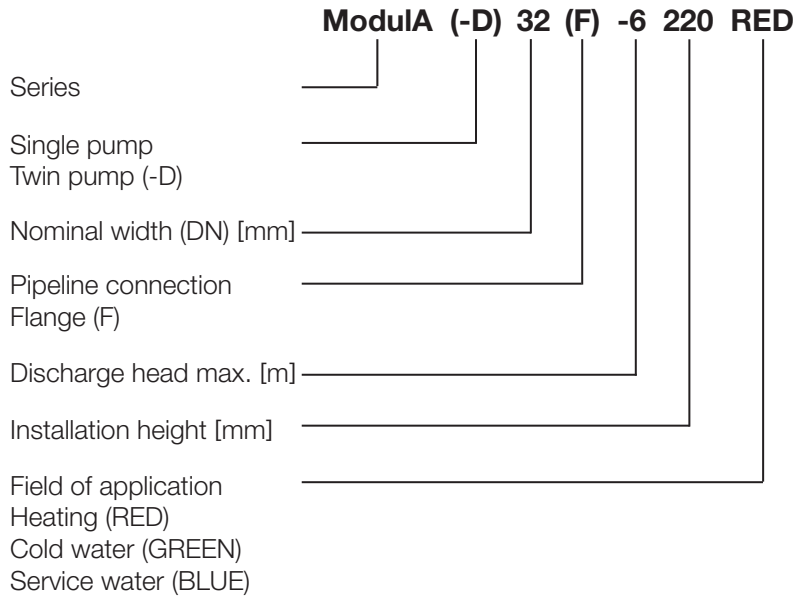 ModulA (-D) 32 (F) -6 220 RED
Series
Single pump
Twin pump (-D)
Nominal width (DN) [mm]
Pipeline connection
Flange (F)
Discharge head max. [m]
Installation height [mm]
Field of application
Heating (RED)
Cold water (GREEN)
Service water (BLUE)